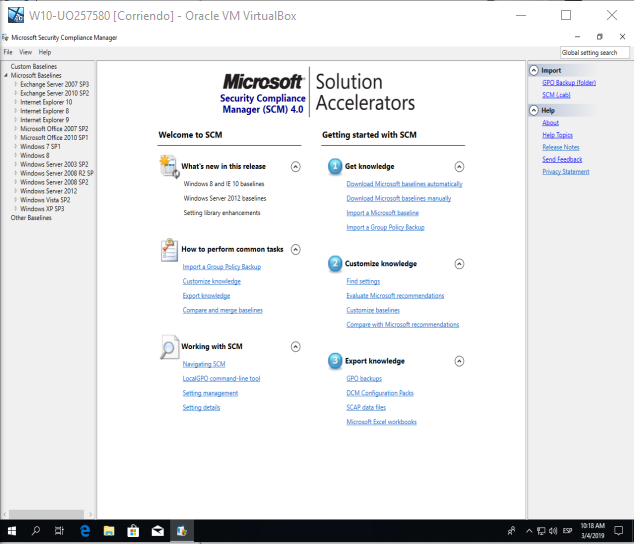 W10-UO257580 [Corriendo] - Oracle VM VirtualBox
Microsoft Security Compliance Manager
File View Help
Global setting search
Custom Baselines
Microsoft Baselines
Exchange Server 2007 SP3
Exchange Server 2010 SP2
Internet Explorer 10
Internet Explorer 8
Internet Explorer 9
Microsoft Office 2007 SP2
Microsoft Office 2010 SP1
Windows 7 SP1
Windows 8
Windows Server 2003 SP2
Windows Server 2008 R2 SP
Windows Server 2008 SP2
Windows Server 2012
Windows Vista SP2
Windows XP SP3
Other Baselines
Microsoft
Security Compliance
Manager (SCM) 4.0
Solution
Accelerators
Welcome to SCM
What's new in this release
Windows 8 and IE 10 baselines
Windows Server 2012 baselines
Setting library enhancements
How to perform common tasks
Import a Group Policy Backup
Customize knowledge
Export knowledge
Compare and merge baselines
Working with SCM
Navigating SCM
LocalGPO command-line tool
Setting management
Setting details
Getting started with SCM
1 Get knowledge
Download Microsoft baselines automatically
Download Microsoft baselines manually
Import a Microsoft baseline
Import a Group Policy Backup
2 Customize knowledge
Find settings
Evaluate Microsoft recommendations
Customize baselines
Compare with Microsoft recommendations
3 Export knowledge
GPO backups
DCM Configuration Packs
SCAP data files
Microsoft Excel workbooks
Import
GPO Backup (folder)
SCM (.cab)
Help
About
Help Topics
Release Notes
Send Feedback
Privacy Statement
ESP
10:18 AM
3/4/2019